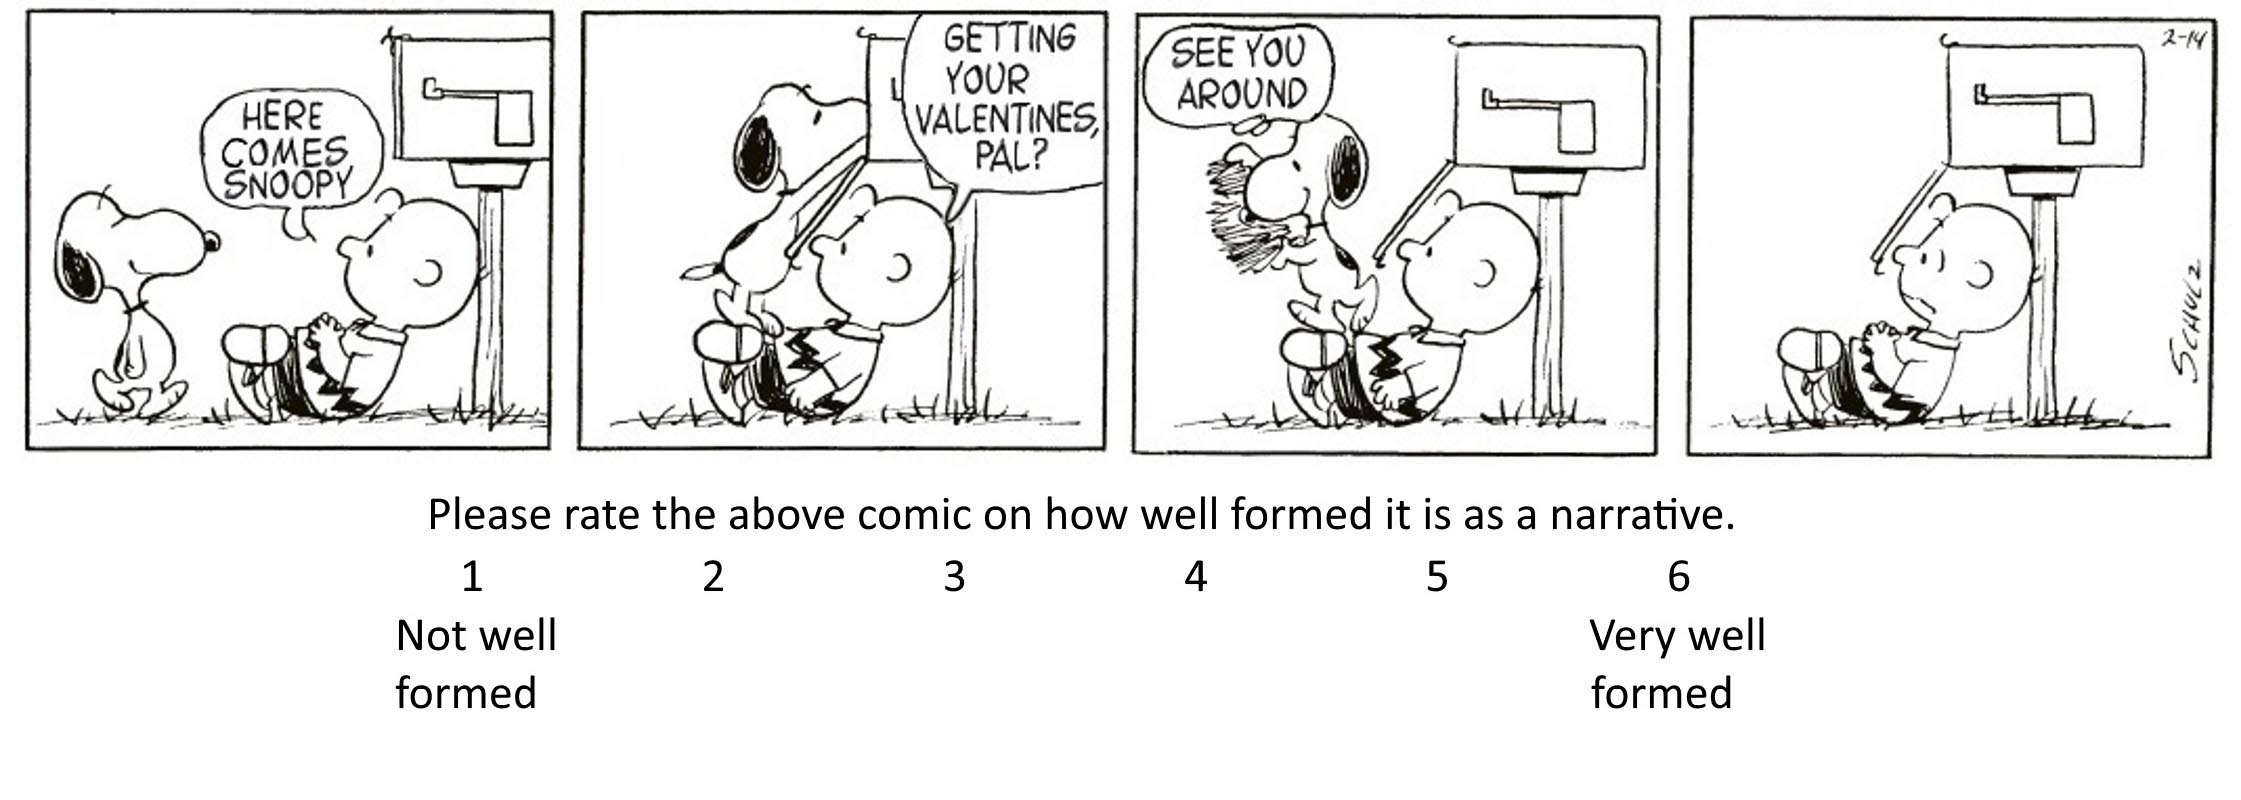 HERE
COMES
SNOOPY
GETTING
YOUR
VALENTINES,
PAL?
SEE YOU
AROUND
2-14
SCHULZ
Please rate the above comic on how well formed it is as a narrative.
1 2 3 4 5 6
Not well
formed
Very well
formed